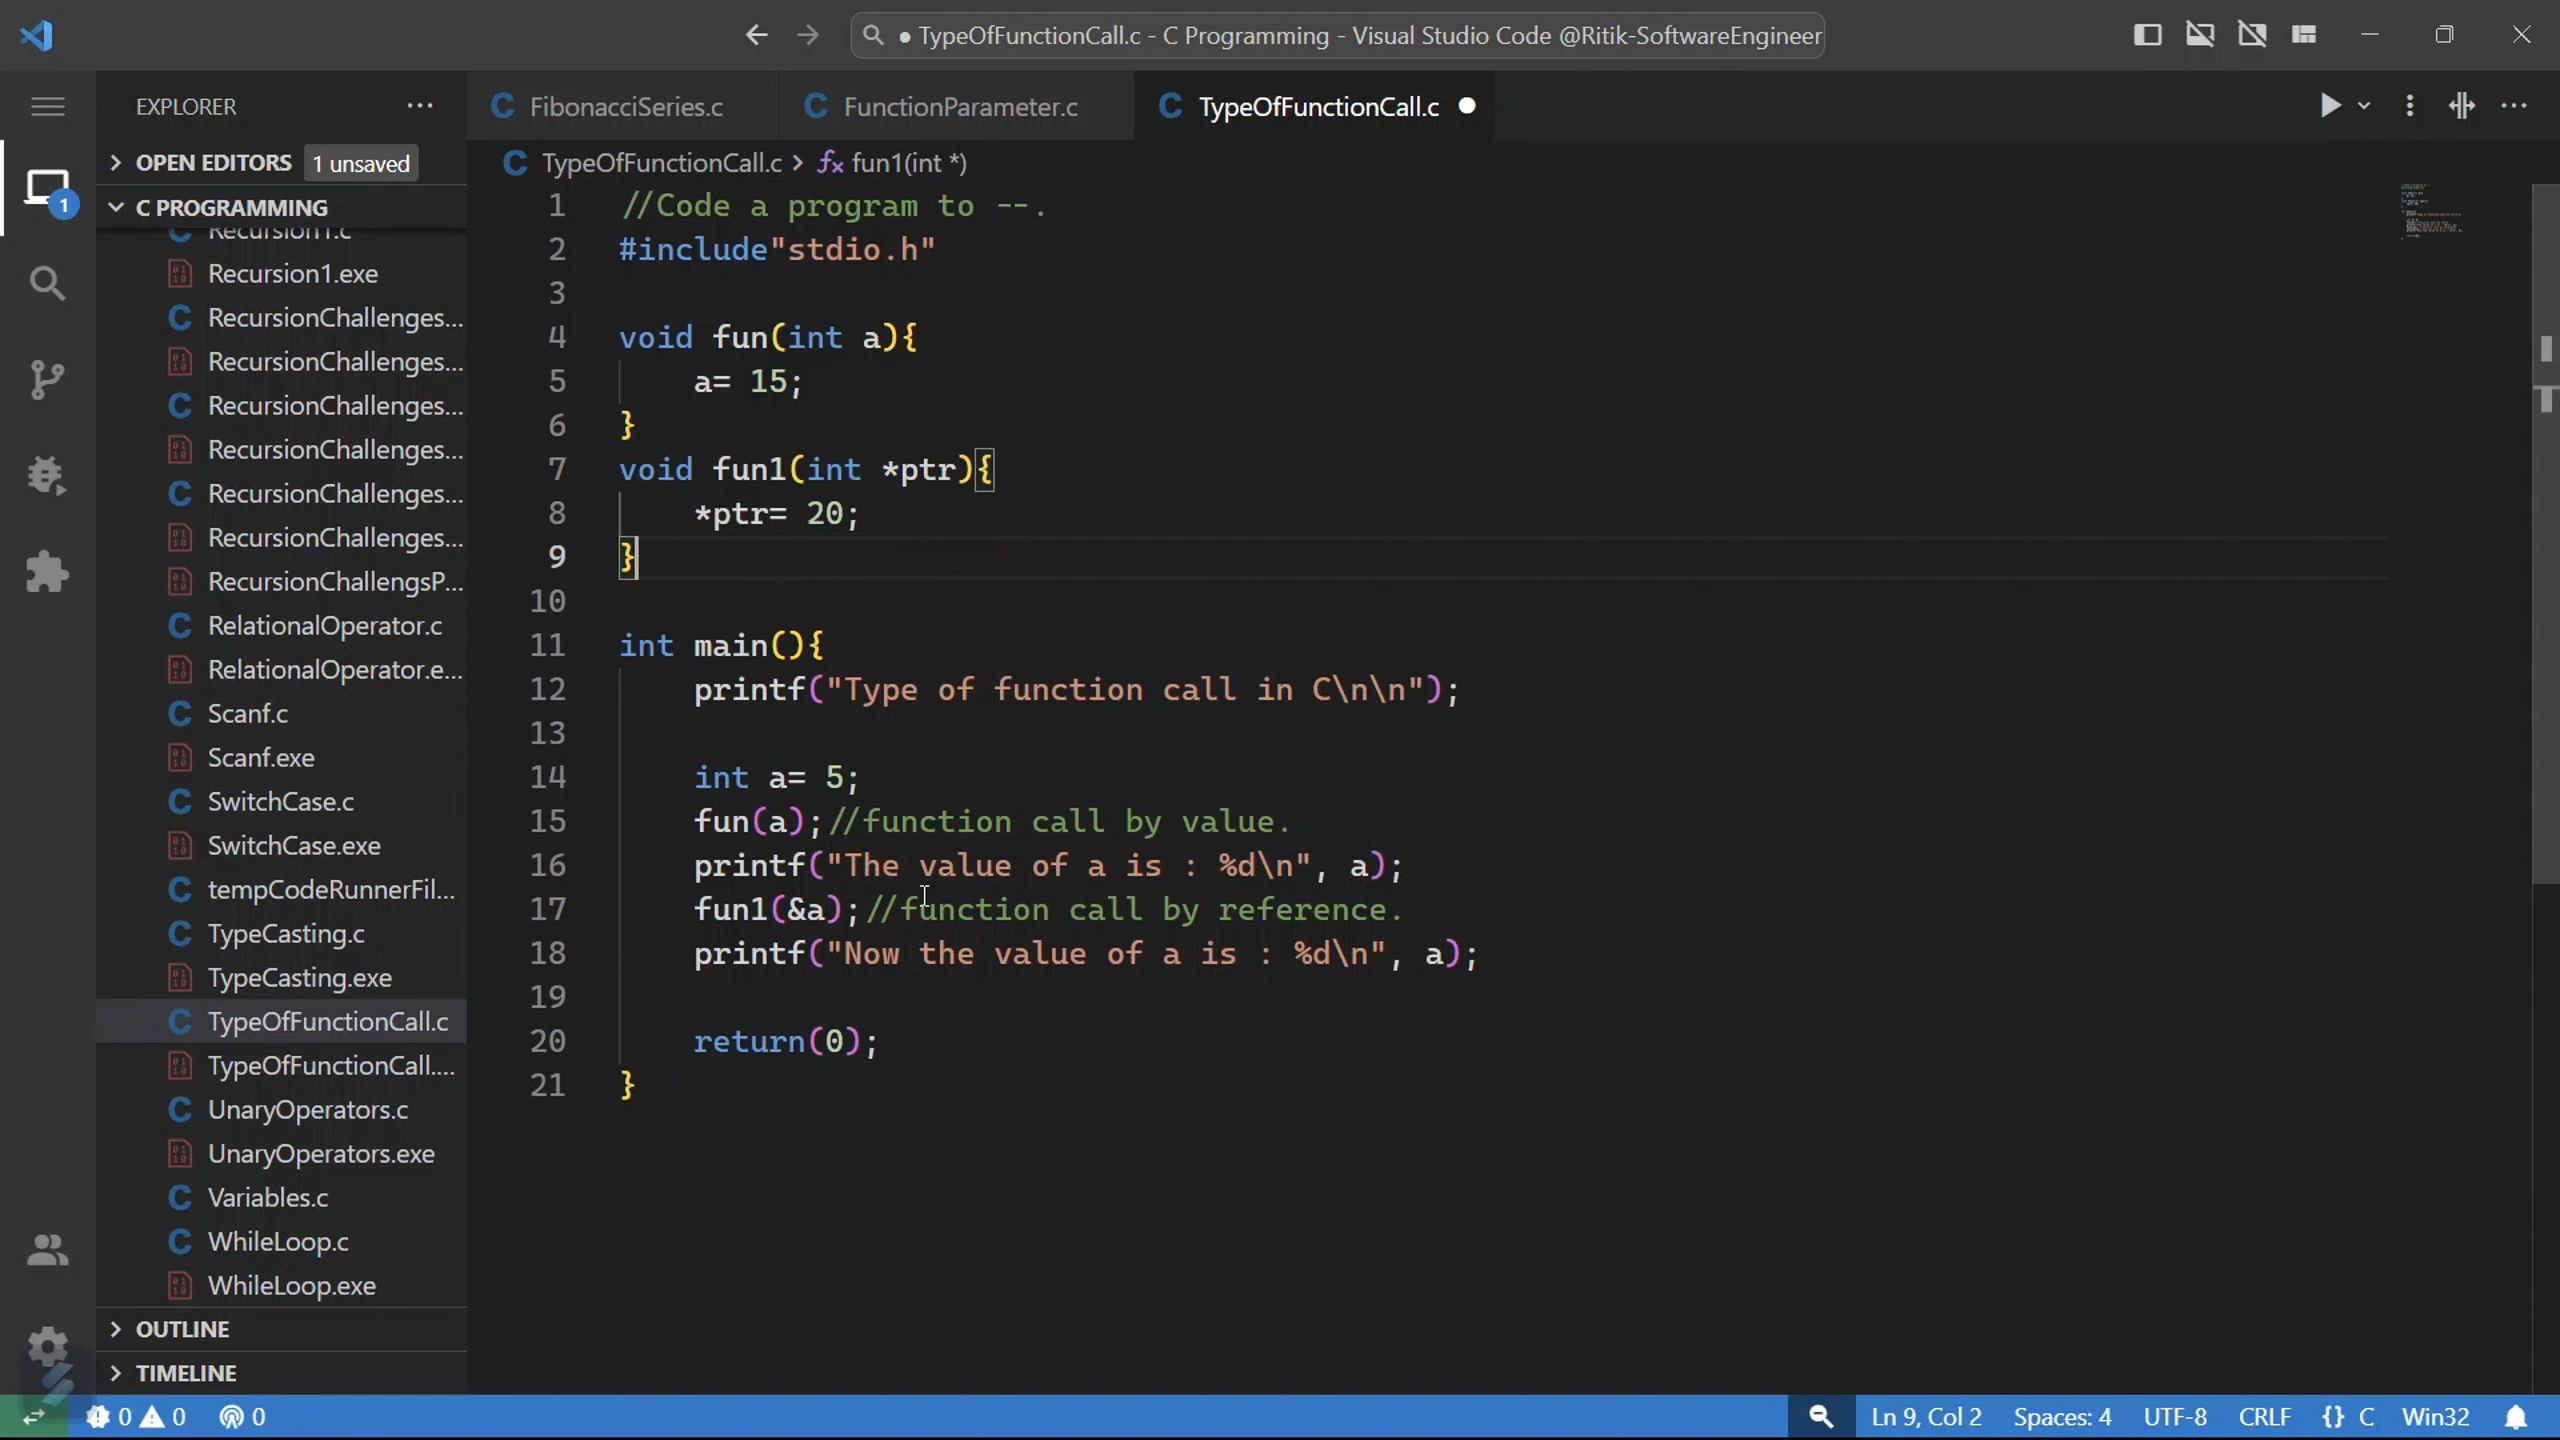 ● TypeOfFunctionCall.c - C Programming - Visual Studio Code @Ritik-SoftwareEngineer
EXPLORER
OPEN EDITORS 1 unsaved
C PROGRAMMING
1
Recursion1.c
Recursion1.exe
RecursionChallenges...
RecursionChallenges...
RecursionChallenges...
RecursionChallenges...
RecursionChallenges...
RecursionChallenges...
RecursionChallengsP...
RelationalOperator.c
RelationalOperator.e...
Scanf.c
Scanf.exe
SwitchCase.c
SwitchCase.exe
tempCodeRunnerFil...
TypeCasting.c
TypeCasting.exe
TypeOfFunctionCall.c
TypeOfFunctionCall....
UnaryOperators.c
UnaryOperators.exe
Variables.c
WhileLoop.c
WhileLoop.exe
OUTLINE
TIMELINE
FibonacciSeries.c FunctionParameter.c TypeOfFunctionCall.c
TypeOfFunctionCall.c > fun1(int *)
1 //Code a program to --.
2 #include"stdio.h"
3
4 void fun(int a){
5 a= 15;
6 }
7 void fun1(int *ptr){
8 *ptr= 20;
9 }
10
11 int main(){
12 printf("Type of function call in C\n\n");
13
14 int a= 5;
15 fun(a);//function call by value.
16 printf("The value of a is : %d\n", a);
17 fun1(&a);//function call by reference.
18 printf("Now the value of a is : %d\n", a);
19
20 return(0);
21 }
0 0 0 Ln 9, Col 2 Spaces: 4 UTF-8 CRLF {} C Win32